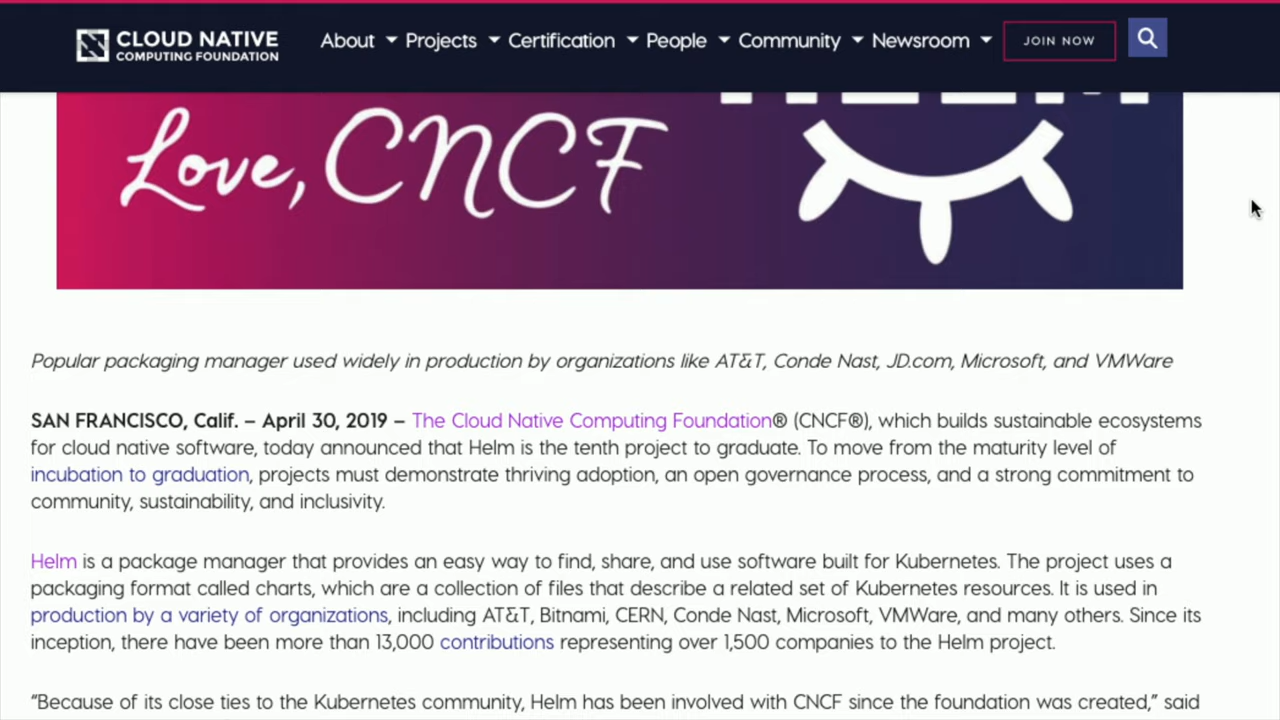 CLOUD NATIVE
COMPUTING FOUNDATION
About Projects Certification People Community Newsroom JOIN NOW
HELM
Love, CNCF
Popular packaging manager used widely in production by organizations like AT&T, Conde Nast, JD.com, Microsoft, and VMWare
SAN FRANCISCO, Calif. – April 30, 2019 – The Cloud Native Computing Foundation® (CNCF®), which builds sustainable ecosystems
for cloud native software, today announced that Helm is the tenth project to graduate. To move from the maturity level of
incubation to graduation, projects must demonstrate thriving adoption, an open governance process, and a strong commitment to
community, sustainability, and inclusivity.
Helm is a package manager that provides an easy way to find, share, and use software built for Kubernetes. The project uses a
packaging format called charts, which are a collection of files that describe a related set of Kubernetes resources. It is used in
production by a variety of organizations, including AT&T, Bitnami, CERN, Conde Nast, Microsoft, VMWare, and many others. Since its
inception, there have been more than 13,000 contributions representing over 1,500 companies to the Helm project.
“Because of its close ties to the Kubernetes community, Helm has been involved with CNCF since the foundation was created,” said